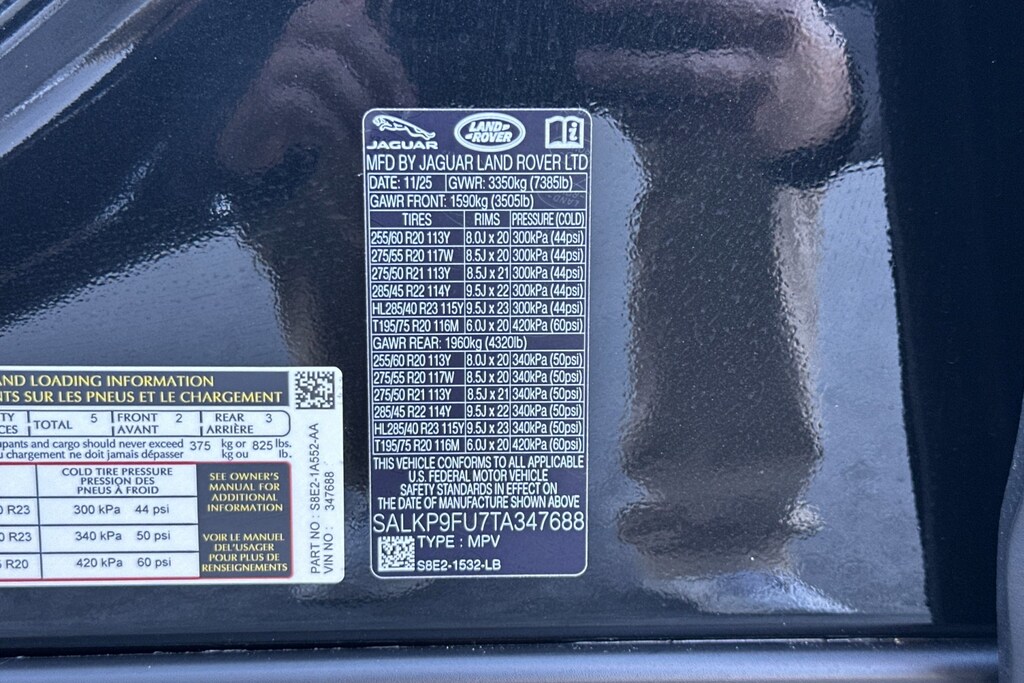 JAGUAR
LAND ROVER
MFD BY JAGUAR LAND ROVER LTD
DATE: 11/25 GVWR: 3350kg (7385lb)
GAWR FRONT: 1590kg (3505lb)
TIRES RIMS PRESSURE (COLD)
255/60 R20 113Y 8.0J x 20 300kPa (44psi)
275/55 R20 117W 8.5J x 20 300kPa (44psi)
275/50 R21 113Y 8.5J x 21 300kPa (44psi)
285/45 R22 114Y 9.5J x 22 300kPa (44psi)
HL285/40 R23 115Y 9.5J x 23 300kPa (44psi)
T195/75 R20 116M 6.0J x 20 420kPa (60psi)
GAWR REAR: 1960kg (4320lb)
255/60 R20 113Y 8.0J x 20 340kPa (50psi)
275/55 R20 117W 8.5J x 20 340kPa (50psi)
275/50 R21 113Y 8.5J x 21 340kPa (50psi)
285/45 R22 114Y 9.5J x 22 340kPa (50psi)
HL285/40 R23 115Y 9.5J x 23 340kPa (50psi)
T195/75 R20 116M 6.0J x 20 420kPa (60psi)
THIS VEHICLE CONFORMS TO ALL APPLICABLE
U.S. FEDERAL MOTOR VEHICLE
SAFETY STANDARDS IN EFFECT ON
THE DATE OF MANUFACTURE SHOWN ABOVE
SALKP9FU7TA347688
TYPE : MPV
S8E2-1532-LB
AND LOADING INFORMATION
SUR LES PNEUS ET LE CHARGEMENT
TOTAL 5 FRONT 2 REAR 3
AVANT ARRIÈRE
and cargo should never exceed 375 kg or 825 lbs.
chargement ne doit jamais dépasser kg ou lb.
COLD TIRE PRESSURE
PRESSION DES
PNEUS À FROID
R23 300 kPa 44 psi
R23 340 kPa 50 psi
R20 420 kPa 60 psi
SEE OWNER'S
MANUAL FOR
ADDITIONAL
INFORMATION
VOIR LE MANUEL
DEL'USAGER
POUR PLUS DE
RENSEIGNEMENTS
PART NO : S8E2-1A552-AA
VIN NO : 347688